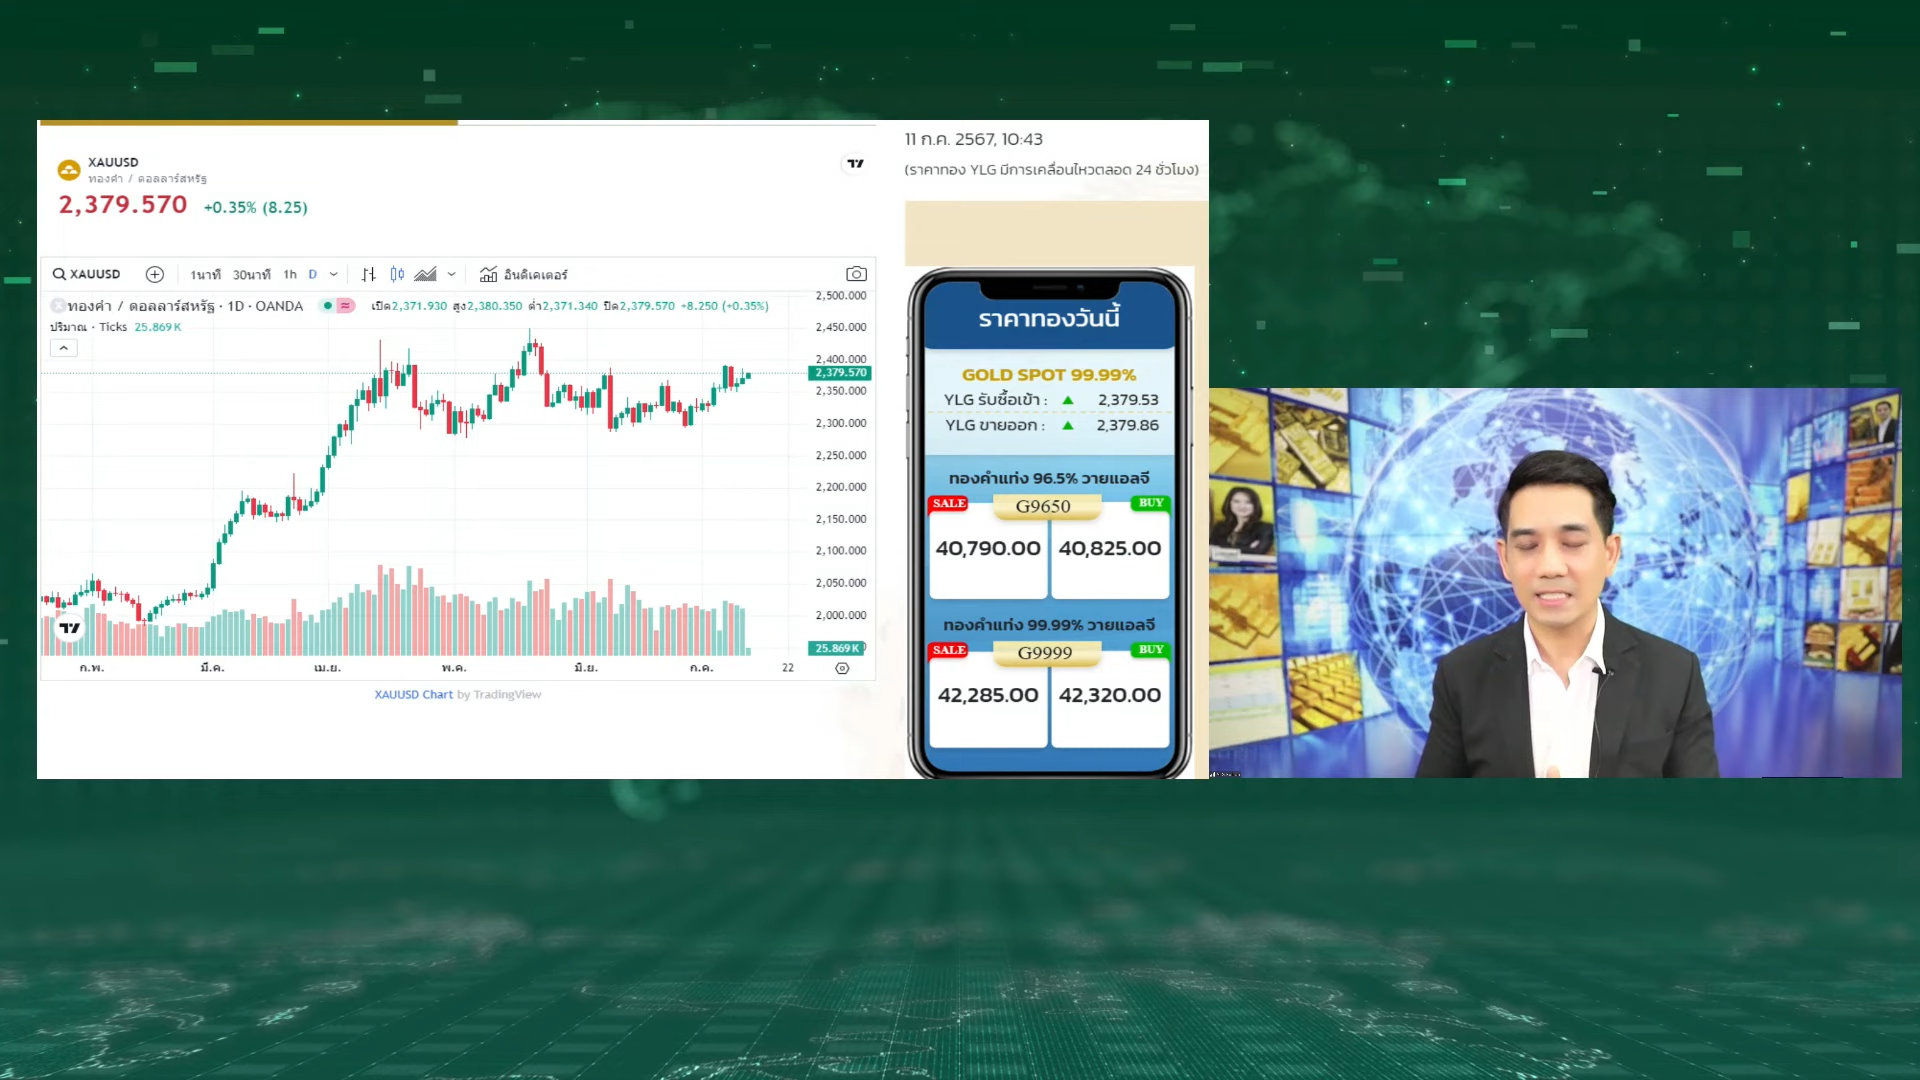 XAUUSD
ทองคำ / ดอลลาร์สหรัฐ
2,379.570 +0.35% (8.25)
XAUUSD 1นาที 30นาที 1h D อินดิเคเตอร์
ทองคำ / ดอลลาร์สหรัฐ · 1D · OANDA เปิด2,371.930 สูง2,380.350 ต่ำ2,371.340 ปิด2,379.570 +8.250 (+0.35%)
ปริมาณ · Ticks 25.869K
2,500.000
2,450.000
2,400.000
2,379.570
2,350.000
2,300.000
2,250.000
2,200.000
2,150.000
2,100.000
2,050.000
2,000.000
25.869K
ก.พ. มี.ค. เม.ย. พ.ค. มิ.ย. ก.ค. 22
XAUUSD Chart by TradingView
11 ก.ค. 2567, 10:43
(ราคาทอง YLG มีการเคลื่อนไหวตลอด 24 ชั่วโมง)
ราคาทองวันนี้
GOLD SPOT 99.99%
YLG รับซื้อเข้า : ▲ 2,379.53
YLG ขายออก : ▲ 2,379.86
ทองคำแท่ง 96.5% วายแอลจี
SALE G9650 BUY
40,790.00 40,825.00
ทองคำแท่ง 99.99% วายแอลจี
SALE G9999 BUY
42,285.00 42,320.00